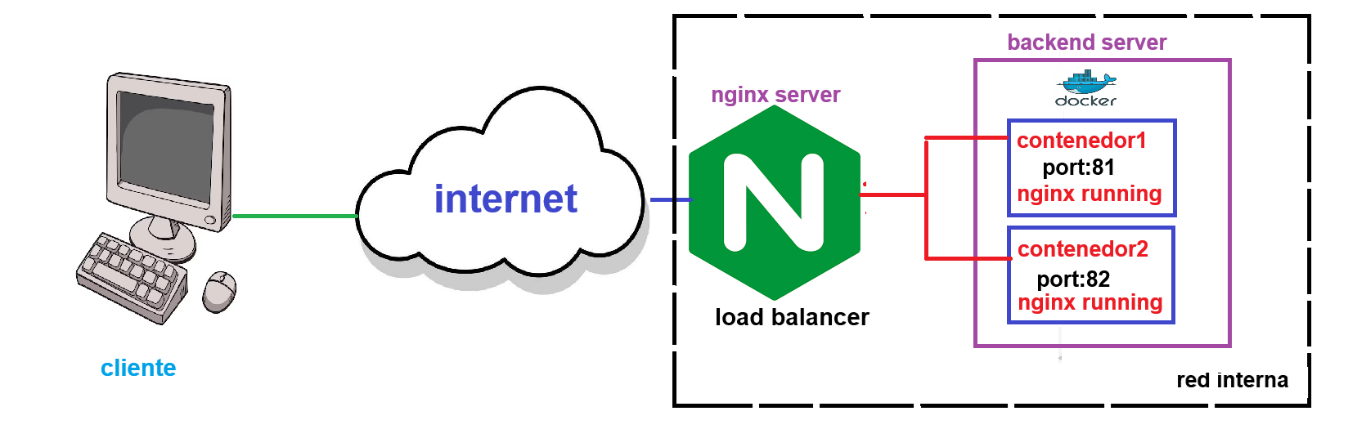 cliente
internet
nginx server
N
load balancer
backend server
docker
contenedor1
port:81
nginx running
contenedor2
port:82
nginx running
red interna